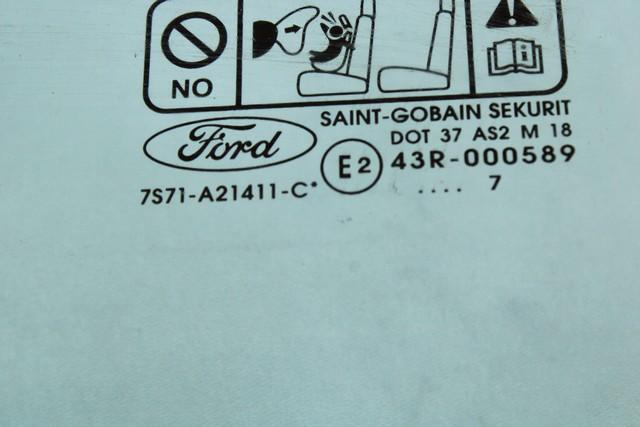 NO
i
SAINT-GOBAIN SEKURIT
Ford
DOT 37 AS2 M 18
E2 43R-000589
7S71-A21411-C*
.... 7